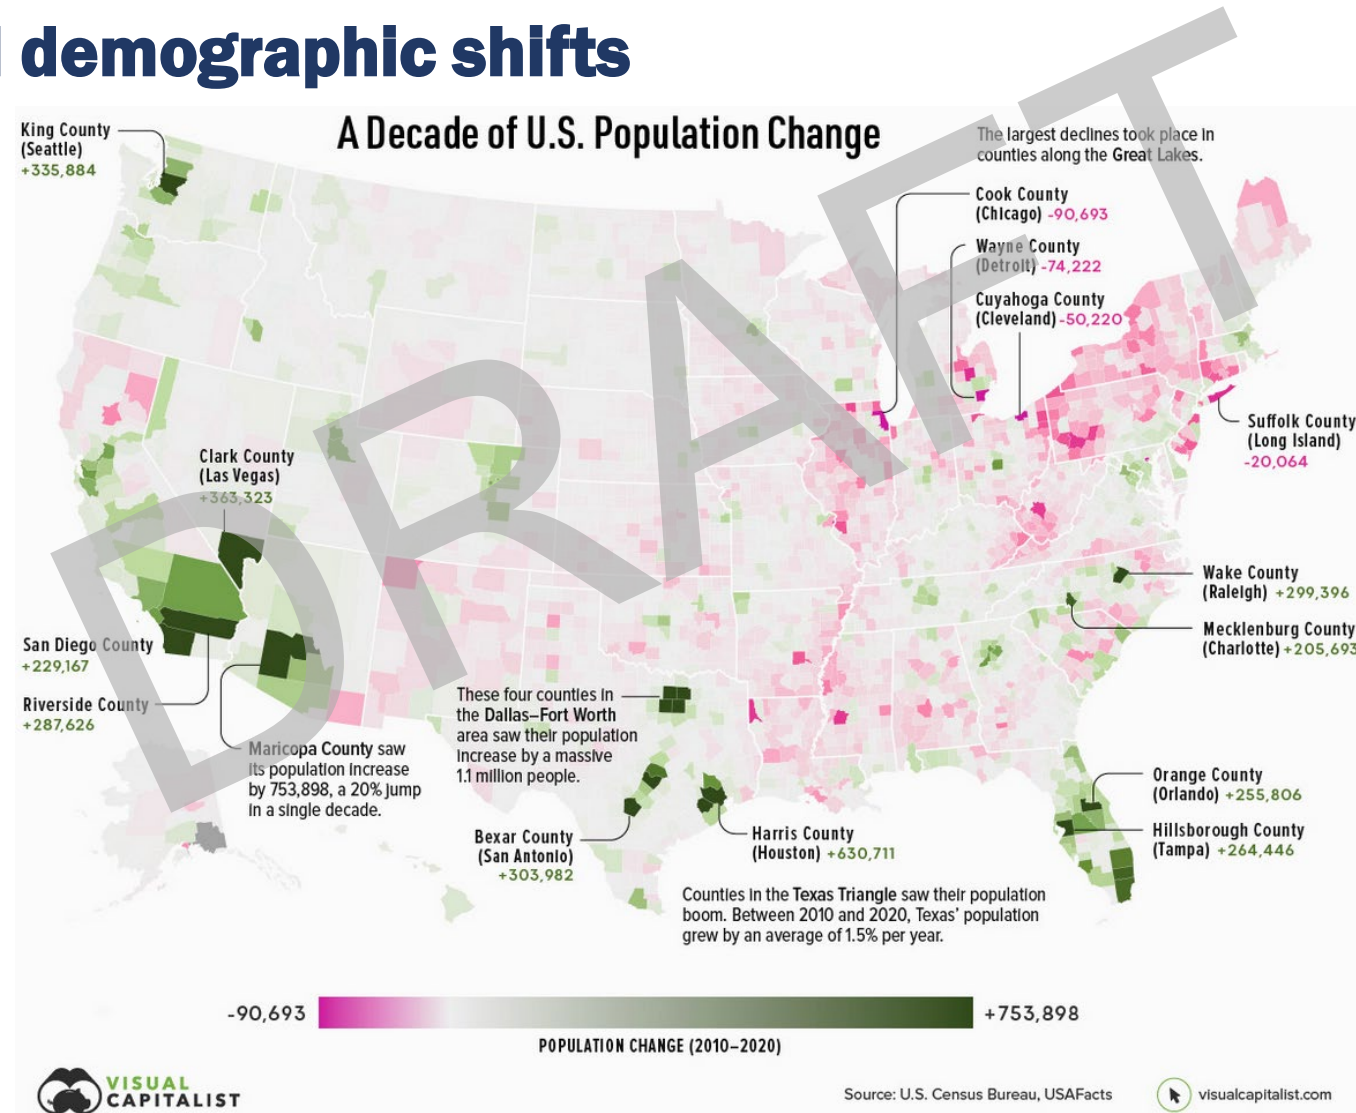 demographic shifts
A Decade of U.S. Population Change
King County
(Seattle)
+335,884
The largest declines took place in
counties along the Great Lakes.
Cook County
(Chicago) -90,693
Wayne County
(Detroit) -74,222
Cuyahoga County
(Cleveland) -50,220
Suffolk County
(Long Island)
-20,064
Clark County
(Las Vegas)
+363,323
Wake County
(Raleigh) +299,396
Mecklenburg County
(Charlotte) +205,693
San Diego County
+229,167
Riverside County
+287,626
Maricopa County saw
its population increase
by 753,898, a 20% jump
in a single decade.
These four counties in
the Dallas–Fort Worth
area saw their population
increase by a massive
1.1 million people.
Bexar County
(San Antonio)
+303,982
Harris County
(Houston) +630,711
Orange County
(Orlando) +255,806
Hillsborough County
(Tampa) +264,446
Counties in the Texas Triangle saw their population
boom. Between 2010 and 2020, Texas' population
grew by an average of 1.5% per year.
-90,693
+753,898
POPULATION CHANGE (2010–2020)
VISUAL
CAPITALIST
Source: U.S. Census Bureau, USAFacts
visualcapitalist.com
DRAFT